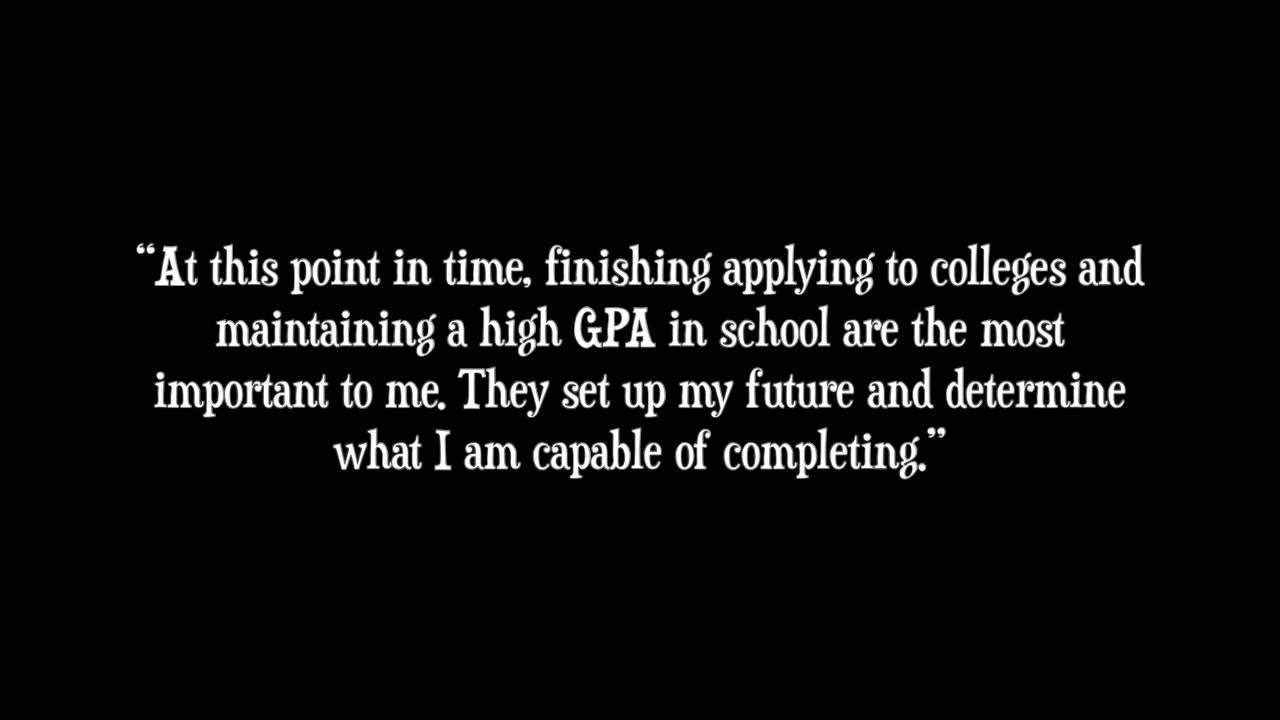 “At this point in time, finishing applying to colleges and
maintaining a high GPA in school are the most
important to me. They set up my future and determine
what I am capable of completing.”